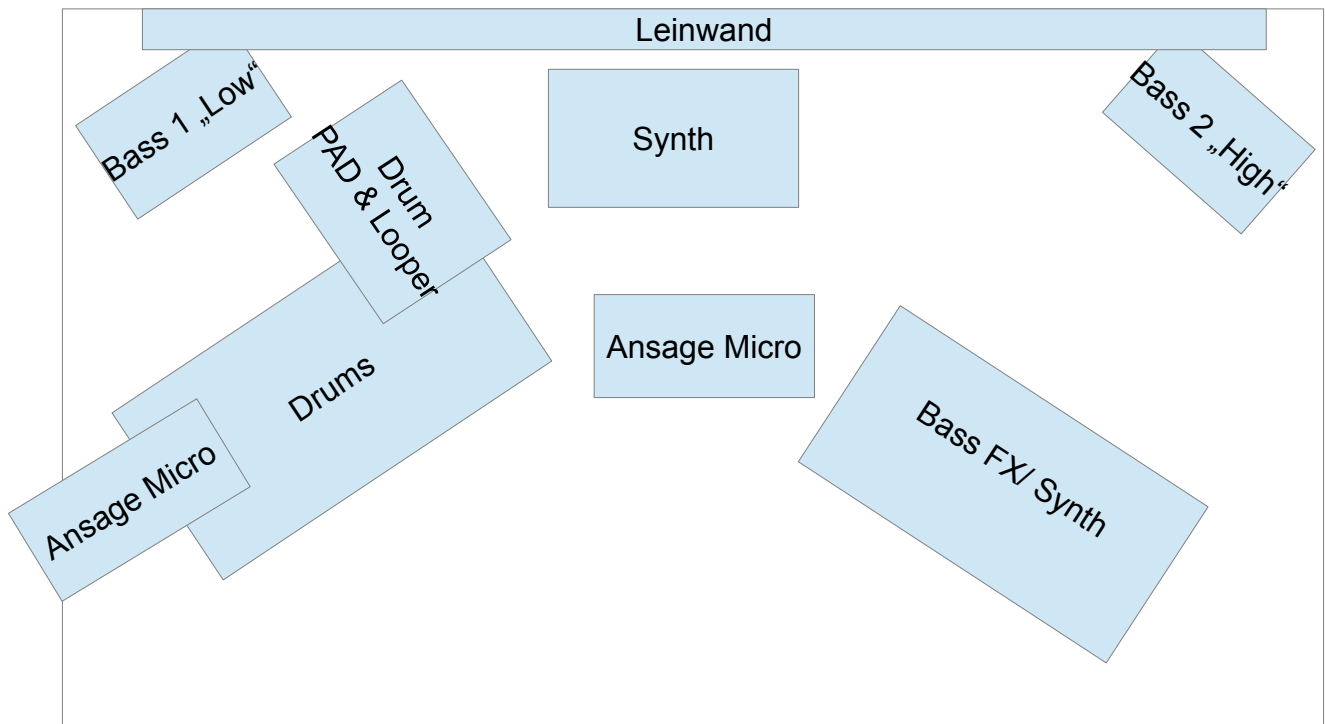 Leinwand
Bass 1 „Low“
Synth
Bass 2 „High“
Drum
PAD & Looper
Ansage Micro
Drums
Bass FX/ Synth
Ansage Micro